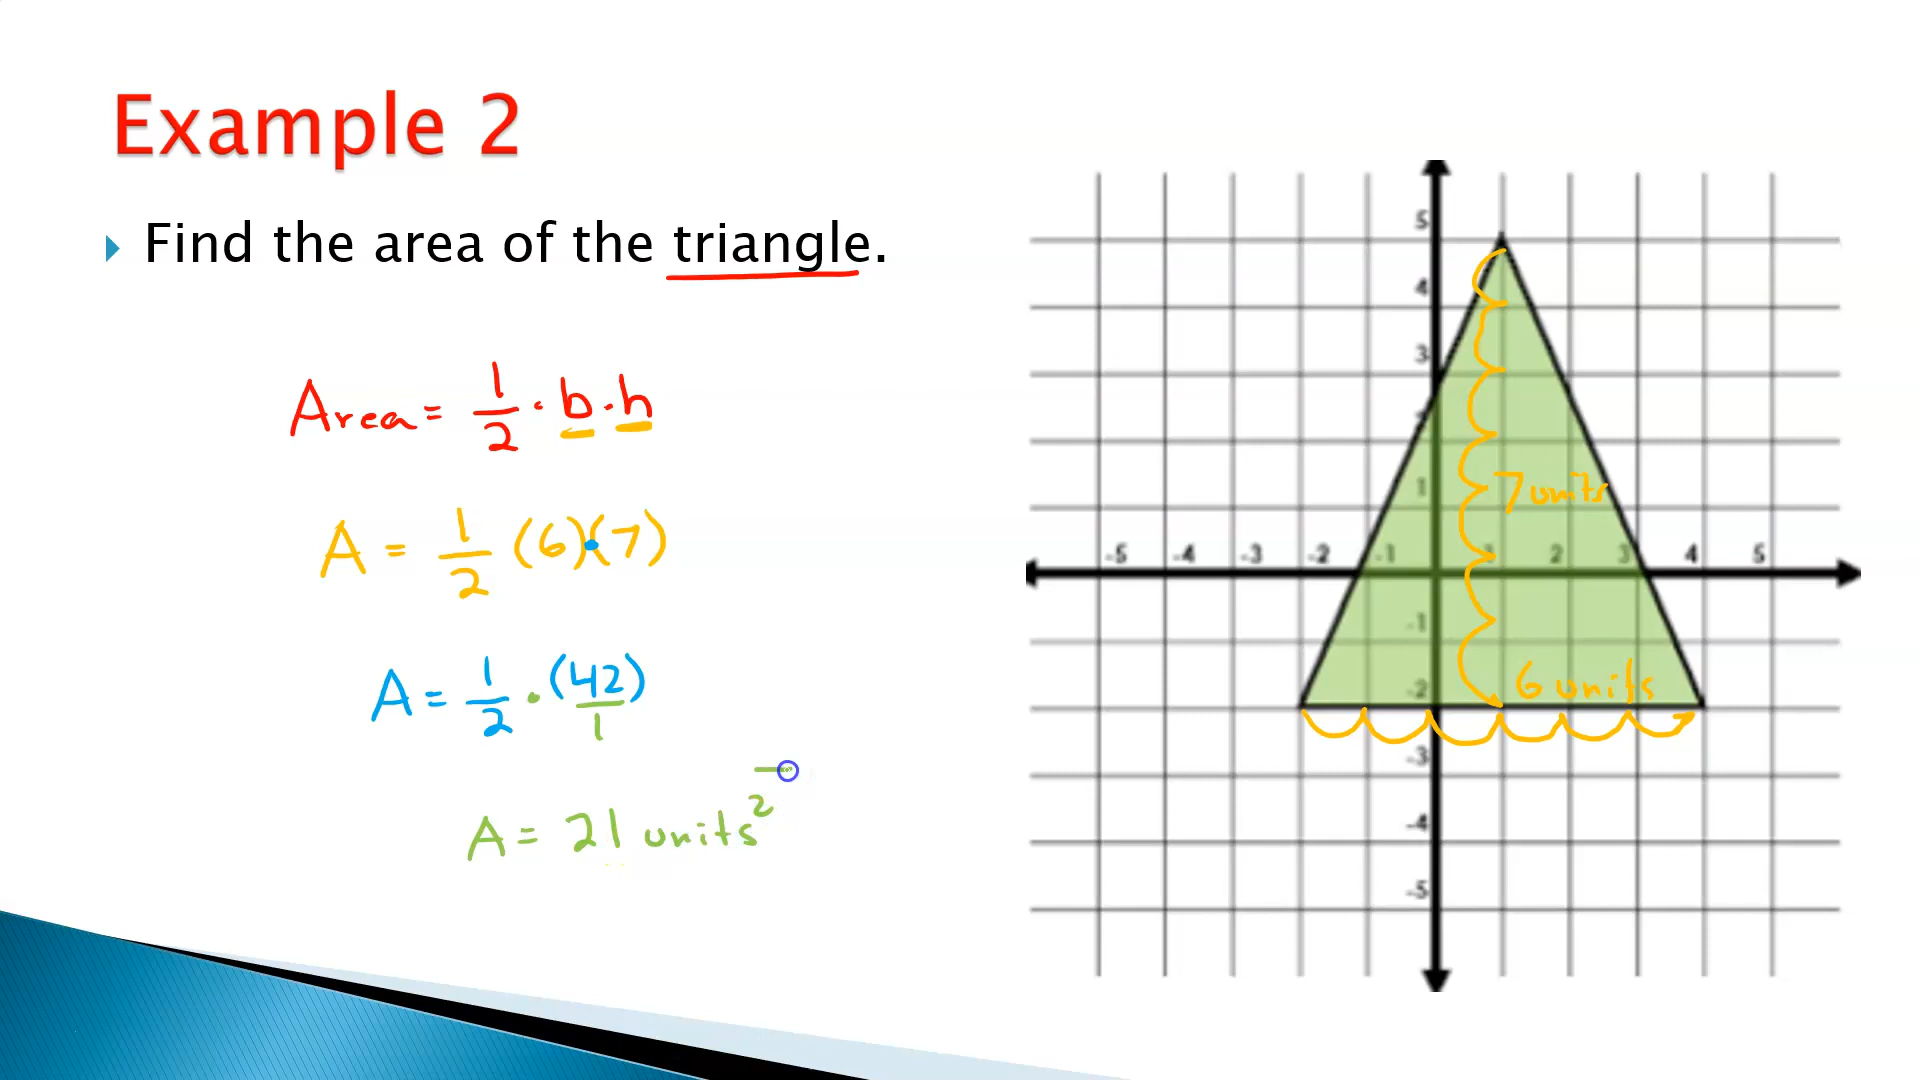 Example 2
Find the area of the triangle.
Area = 1/2 · b · h
A = 1/2 (6)·(7)
A = 1/2 · (42)/1
A = 21 units²
5
4
3
1
-5 -4 -3 -2 -1 1 2 3 4 5
-1
-2
-3
-4
-5
7 units
6 units